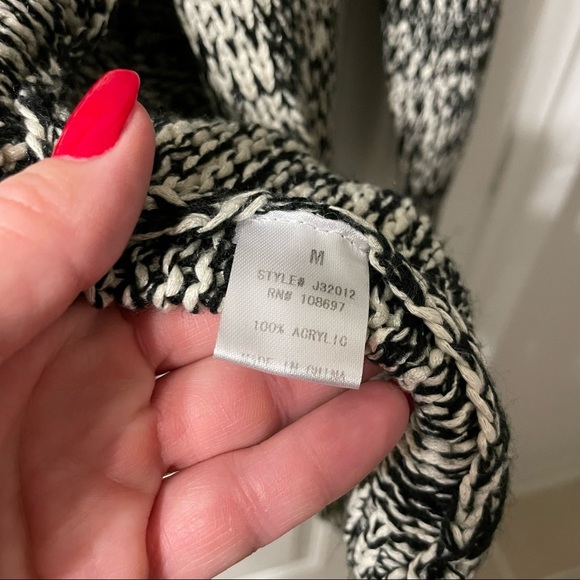 M
STYLE# J32012
RN# 108697
100% ACRYLIC
MADE IN CHINA